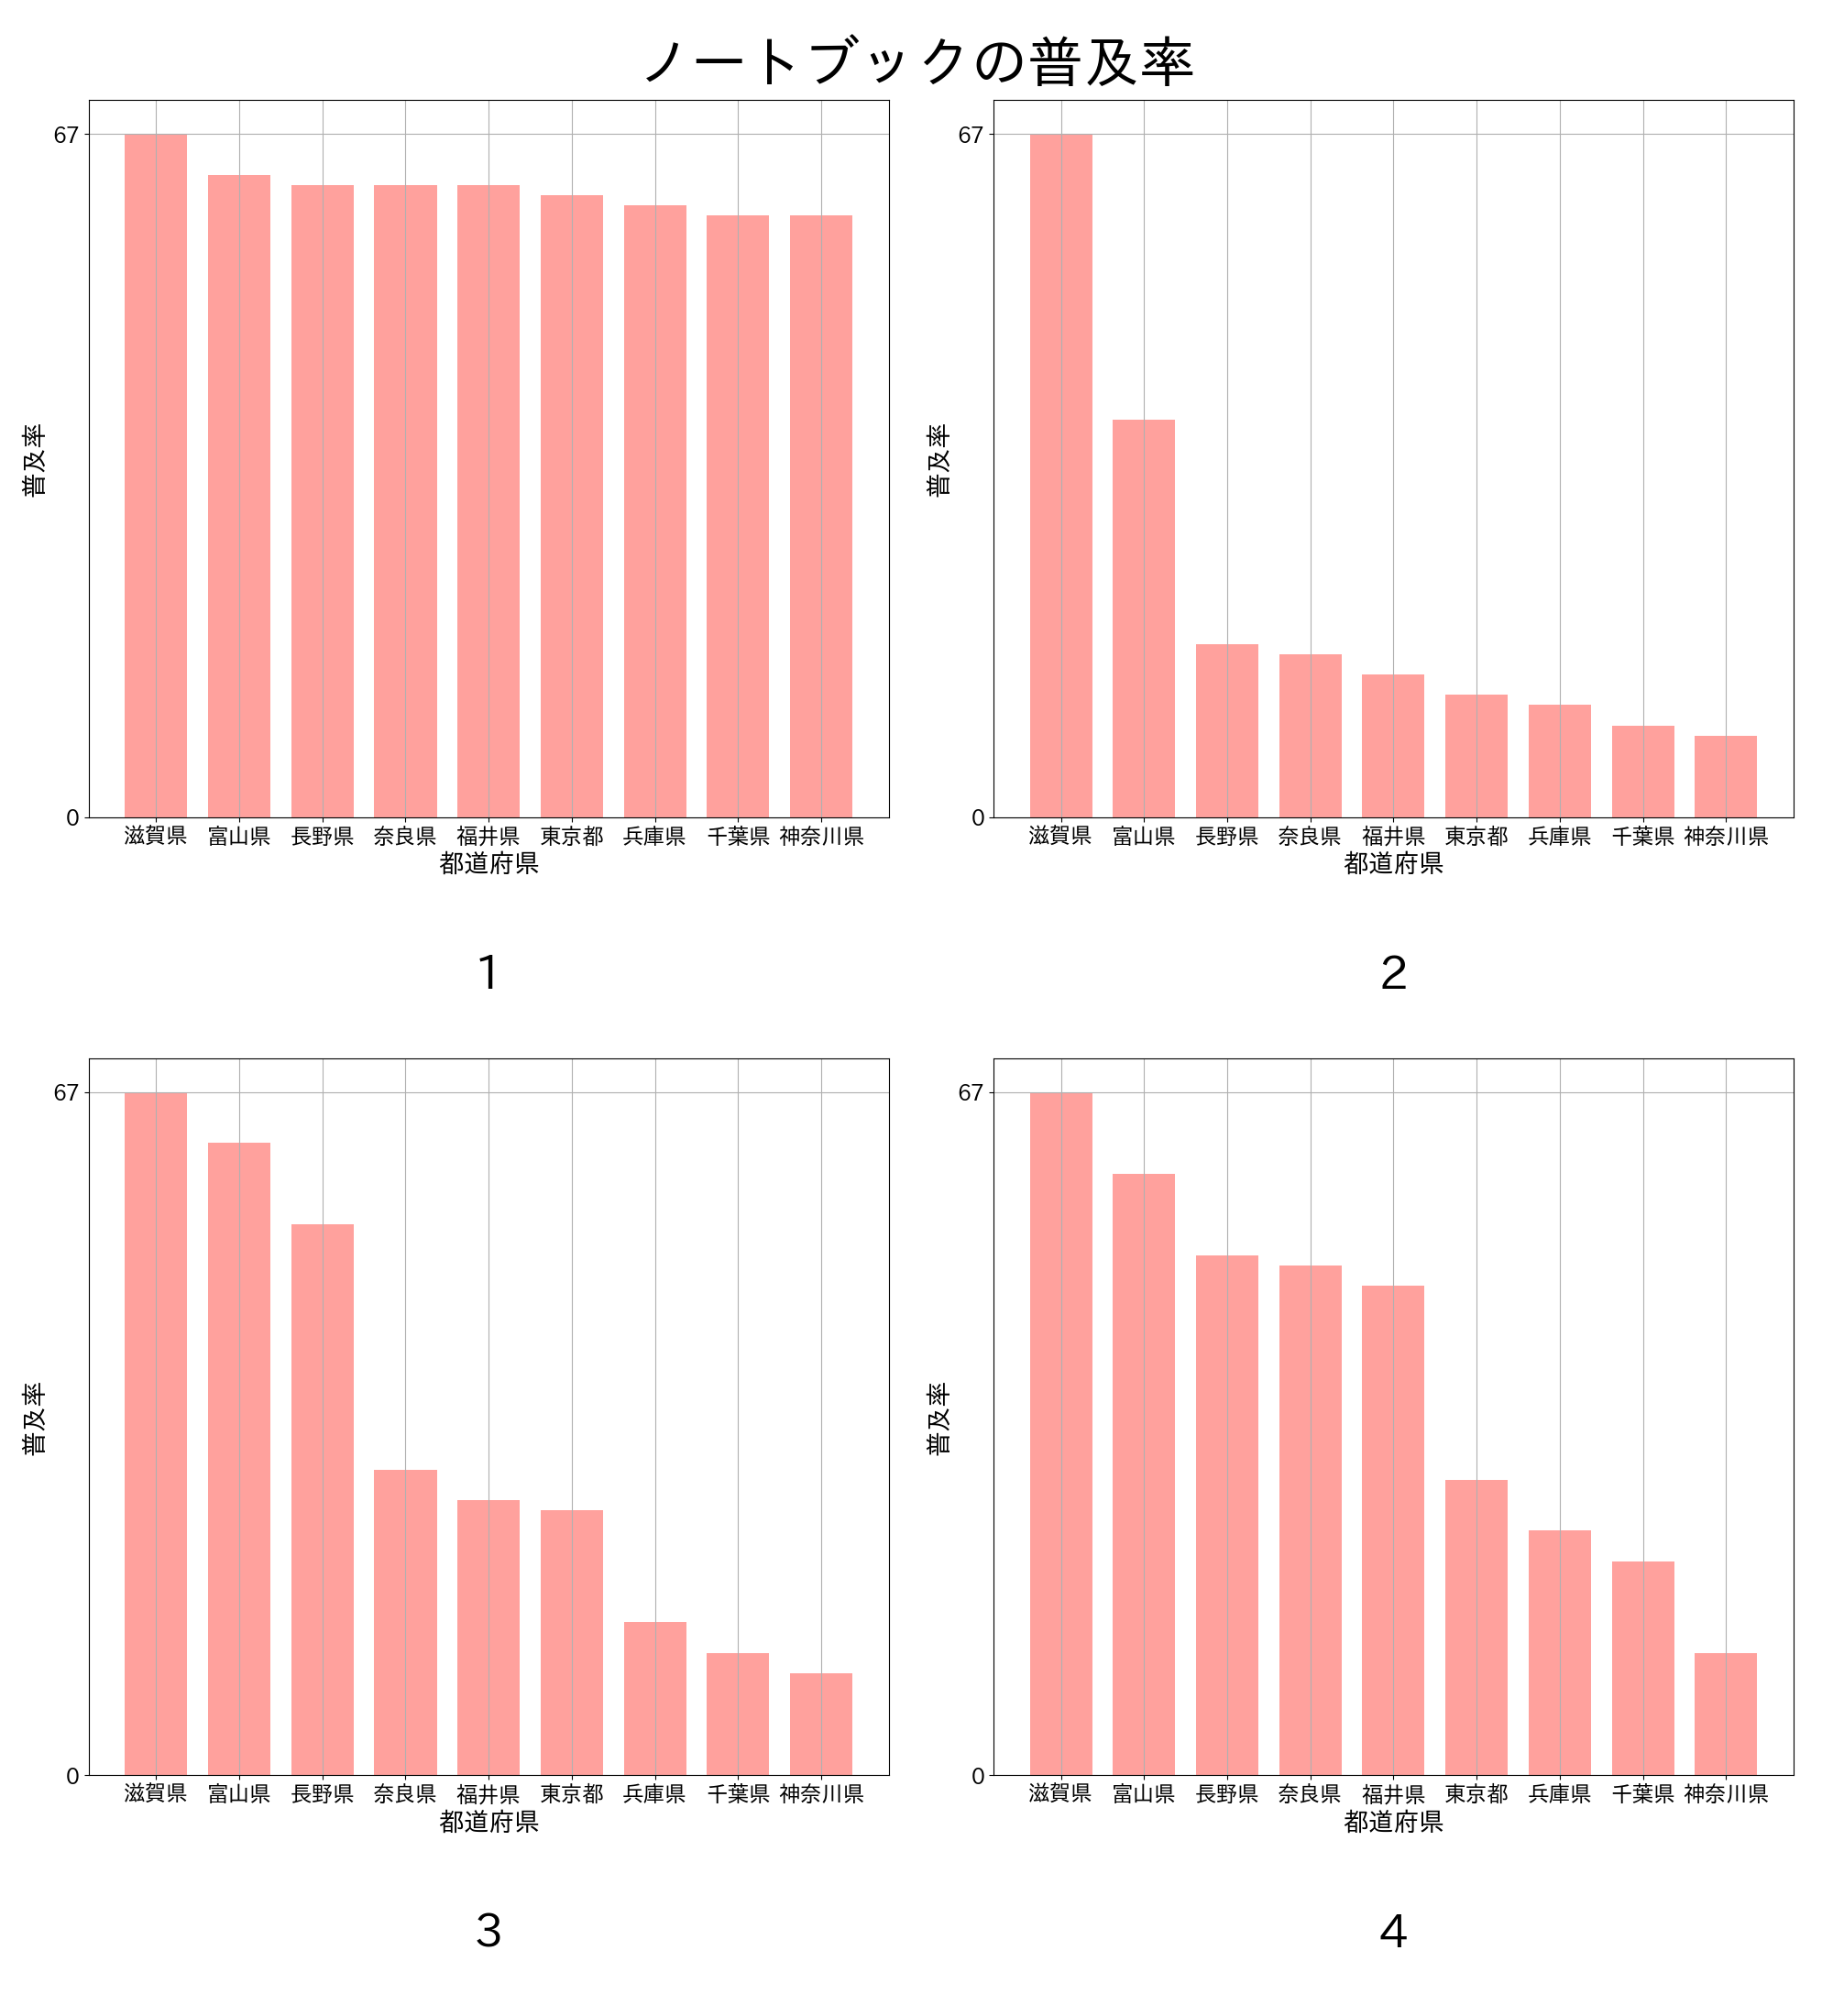 ノートブックの普及率
67
0
普及率
滋賀県 富山県 長野県 奈良県 福井県 東京都 兵庫県 千葉県 神奈川県
都道府県
1
67
0
普及率
滋賀県 富山県 長野県 奈良県 福井県 東京都 兵庫県 千葉県 神奈川県
都道府県
2
67
0
普及率
滋賀県 富山県 長野県 奈良県 福井県 東京都 兵庫県 千葉県 神奈川県
都道府県
3
67
0
普及率
滋賀県 富山県 長野県 奈良県 福井県 東京都 兵庫県 千葉県 神奈川県
都道府県
4